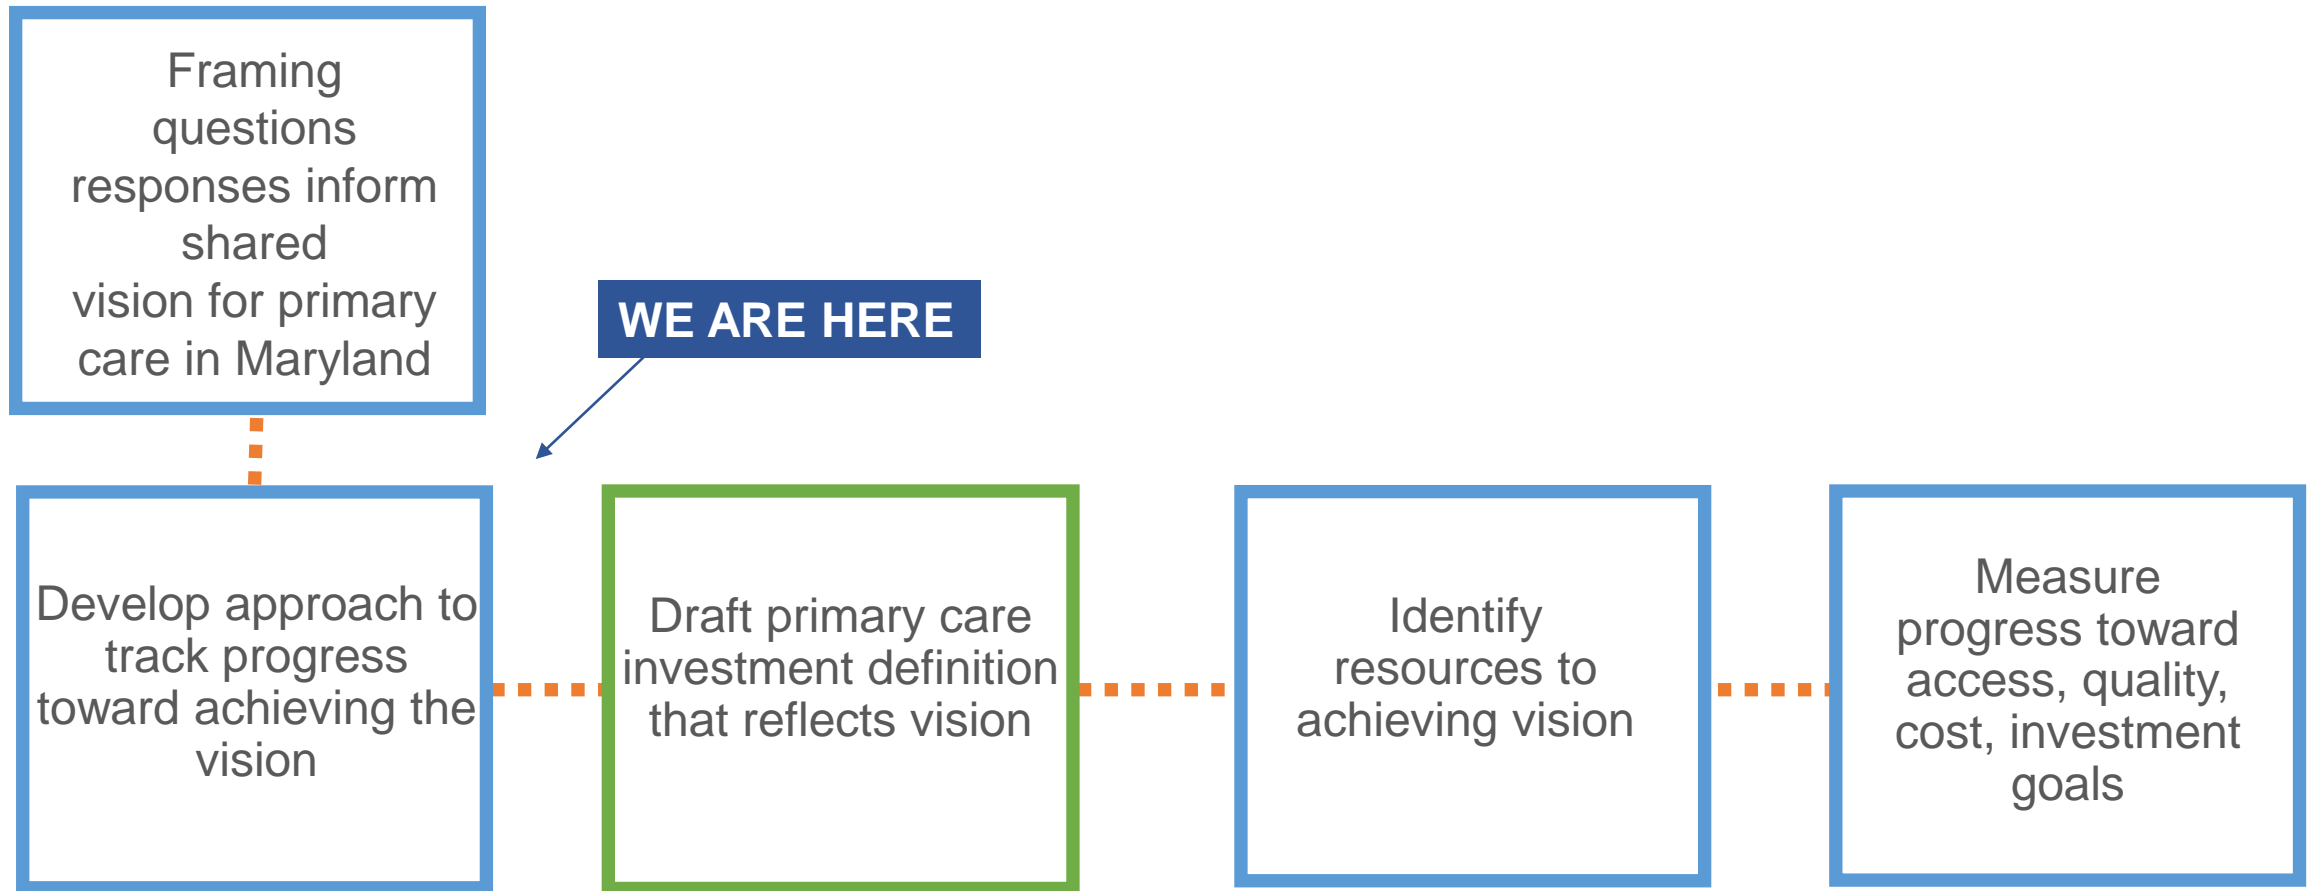 Framing
questions
responses inform
shared
vision for primary
care in Maryland
WE ARE HERE
Develop approach to
track progress
toward achieving the
vision
Draft primary care
investment definition
that reflects vision
Identify
resources to
achieving vision
Measure
progress toward
access, quality,
cost, investment
goals